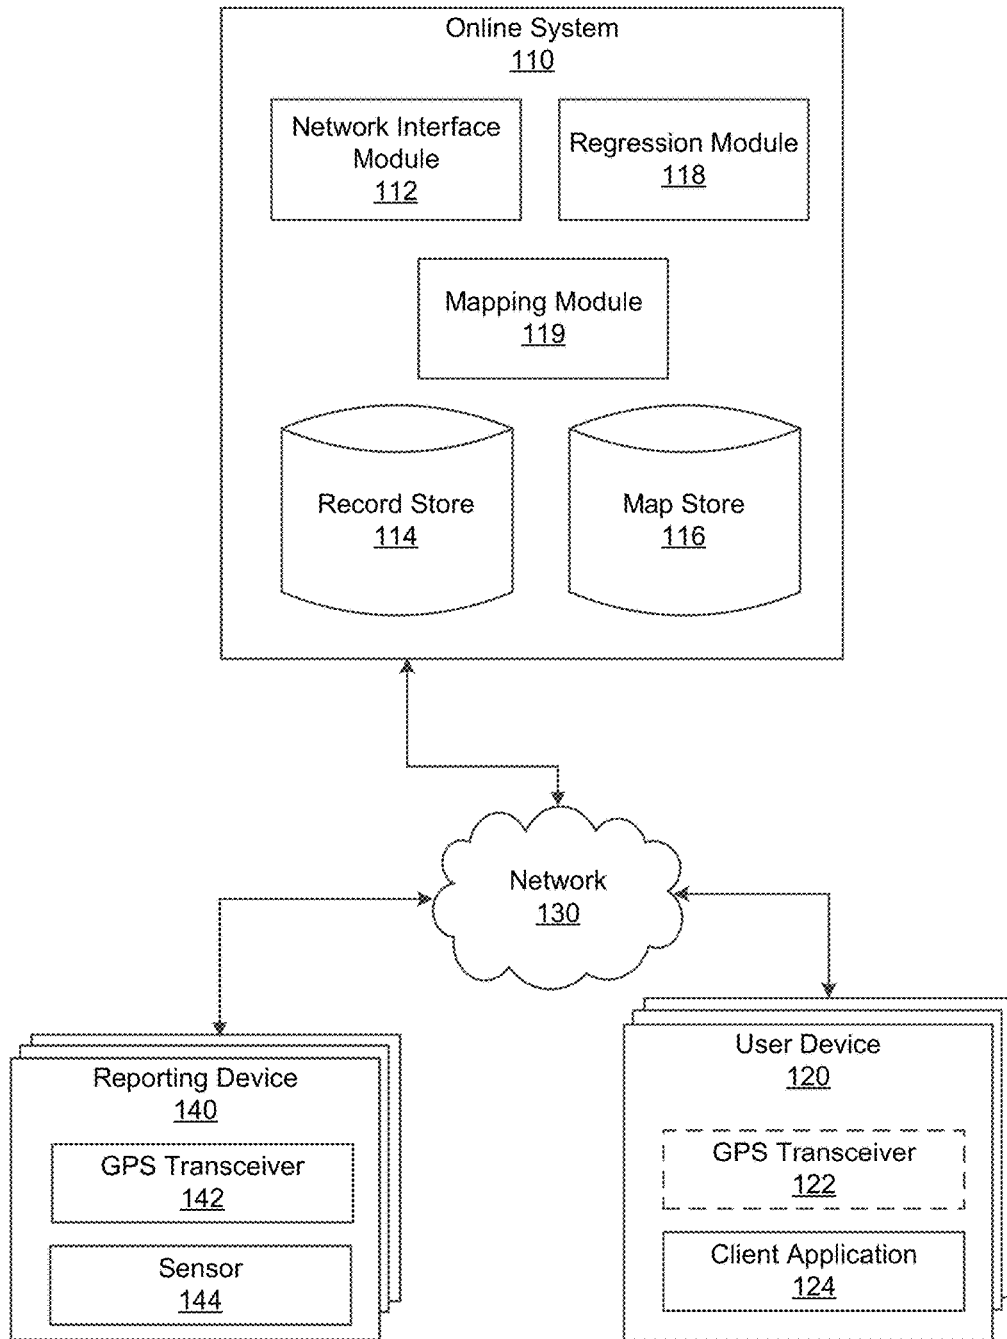 Online System
110
Network Interface
Module
112
Regression Module
118
Mapping Module
119
Record Store
114
Map Store
116
Network
130
Reporting Device
140
GPS Transceiver
142
Sensor
144
User Device
120
GPS Transceiver
122
Client Application
124